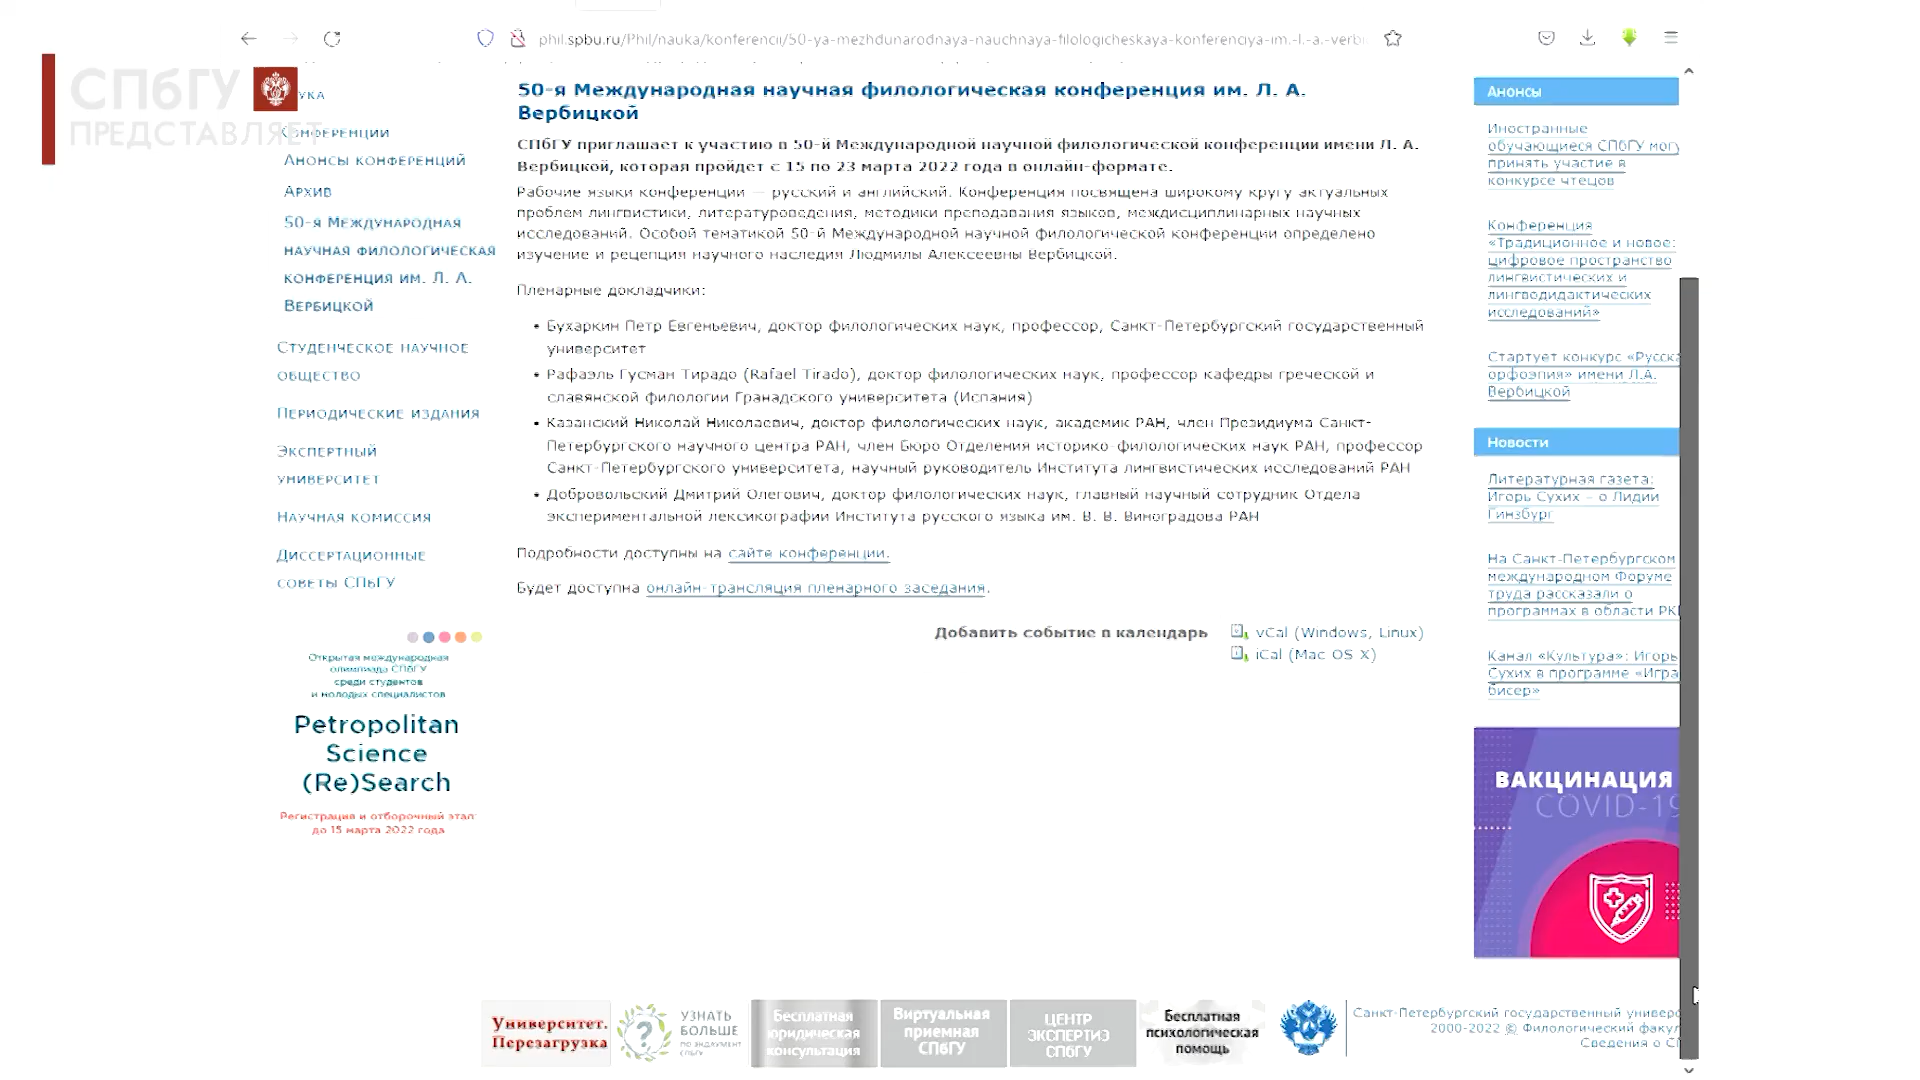 phil.spbu.ru/Phil/nauka/konferencii/50-ya-mezhdunarodnaya-nauchnaya-filologicheskaya-konferenciya-im.-l.-a.-verbi
СПбГУ
ПРЕДСТАВЛЯЕТ
Конференции
Анонсы конференций
Архив
50-я Международная
научная филологическая
конференция им. Л. А.
Вербицкой
Студенческое научное
общество
Периодические издания
Экспертный
университет
Научная комиссия
Диссертационные
советы СПбГУ
Открытая международная
олимпиада СПбГУ
среди студентов
и молодых специалистов
Petropolitan
Science
(Re)Search
Регистрация и отборочный этап
до 15 марта 2022 года
50-я Международная научная филологическая конференция им. Л. А.
Вербицкой
СПбГУ приглашает к участию в 50-й Международной научной филологической конференции имени Л. А.
Вербицкой, которая пройдет с 15 по 23 марта 2022 года в онлайн-формате.
Рабочие языки конференции — русский и английский. Конференция посвящена широкому кругу актуальных
проблем лингвистики, литературоведения, методики преподавания языков, междисциплинарных научных
исследований. Особой тематикой 50-й Международной научной филологической конференции определено
изучение и рецепция научного наследия Людмилы Алексеевны Вербицкой.
Пленарные докладчики:
• Бухаркин Петр Евгеньевич, доктор филологических наук, профессор, Санкт-Петербургский государственный
университет
• Рафаэль Гусман Тирадо (Rafael Tirado), доктор филологических наук, профессор кафедры греческой и
славянской филологии Гранадского университета (Испания)
• Казанский Николай Николаевич, доктор филологических наук, академик РАН, член Президиума Санкт-
Петербургского научного центра РАН, член Бюро Отделения историко-филологических наук РАН, профессор
Санкт-Петербургского университета, научный руководитель Института лингвистических исследований РАН
• Добровольский Дмитрий Олегович, доктор филологических наук, главный научный сотрудник Отдела
экспериментальной лексикографии Института русского языка им. В. В. Виноградова РАН
Подробности доступны на сайте конференции.
Будет доступна онлайн-трансляция пленарного заседания.
Добавить событие в календарь
vCal (Windows, Linux)
iCal (Mac OS X)
Анонсы
Иностранные
обучающиеся СПбГУ могу
принять участие в
конкурсе чтецов
Конференция
«Традиционное и новое:
цифровое пространство
лингвистических и
лингводидактических
исследований»
Стартует конкурс «Русска
орфоэпия» имени Л.А.
Вербицкой
Новости
Литературная газета:
Игорь Сухих – о Лидии
Гинзбург
На Санкт-Петербургском
международном Форуме
труда рассказали о
программах в области РК
Канал «Культура»: Игорь
Сухих в программе «Игра
бисер»
ВАКЦИНАЦИЯ
COVID-19
Университет.
Перезагрузка
УЗНАТЬ
БОЛЬШЕ
ПО ЭНДАУМЕНТ
СПбГУ
Бесплатная
юридическая
консультация
Виртуальная
приемная
СПбГУ
ЦЕНТР
ЭКСПЕРТИЗ
СПбГУ
Бесплатная
психологическая
помощь
Санкт-Петербургский государственный универс
2000-2022 © Филологический факул
Сведения о СП